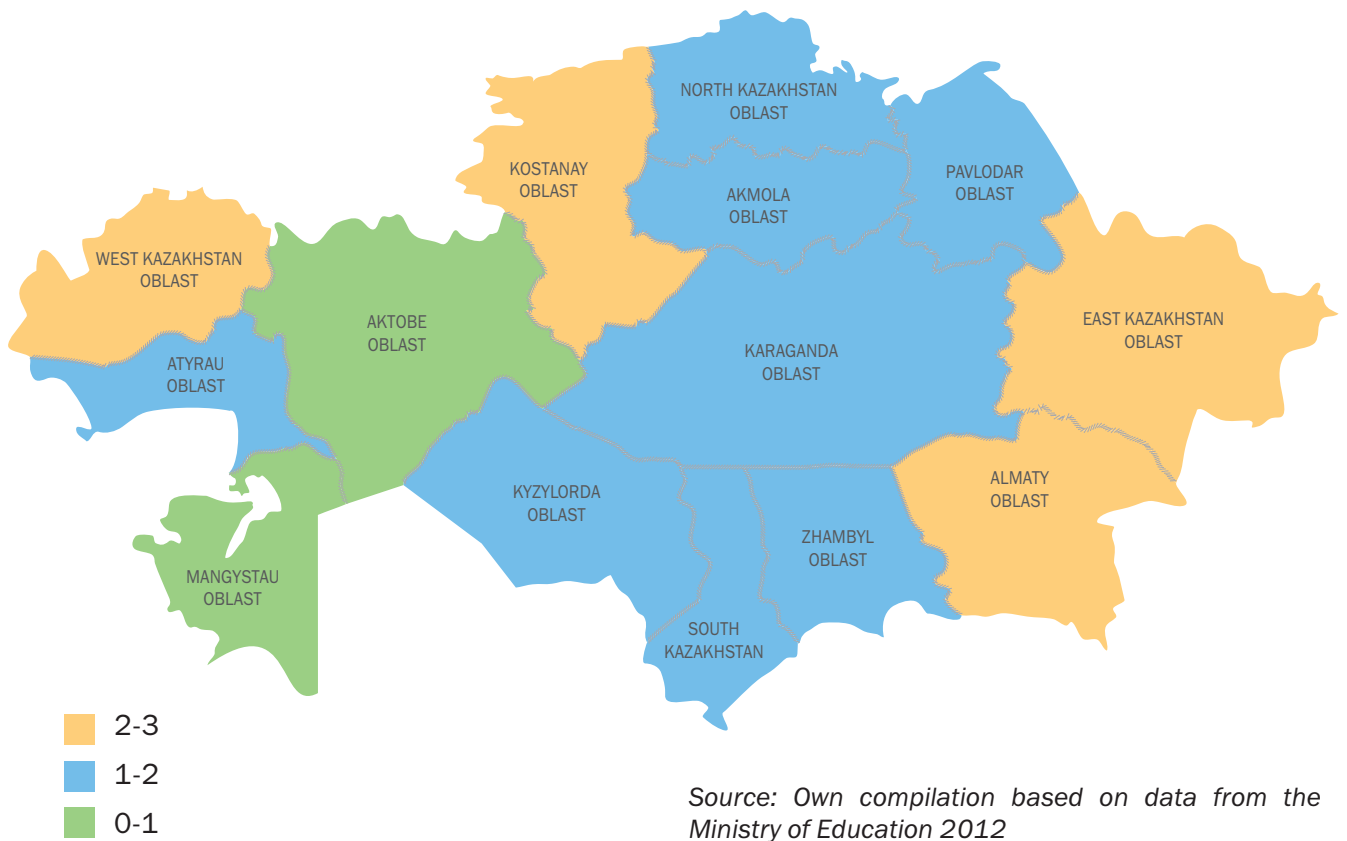 NORTH KAZAKHSTAN
OBLAST
KOSTANAY
OBLAST
PAVLODAR
OBLAST
AKMOLA
OBLAST
WEST KAZAKHSTAN
OBLAST
AKTOBE
OBLAST
EAST KAZAKHSTAN
OBLAST
ATYRAU
OBLAST
KARAGANDA
OBLAST
KYZYLORDA
OBLAST
ALMATY
OBLAST
ZHAMBYL
OBLAST
MANGYSTAU
OBLAST
SOUTH
KAZAKHSTAN
2-3
1-2
0-1
Source: Own compilation based on data from the
Ministry of Education 2012